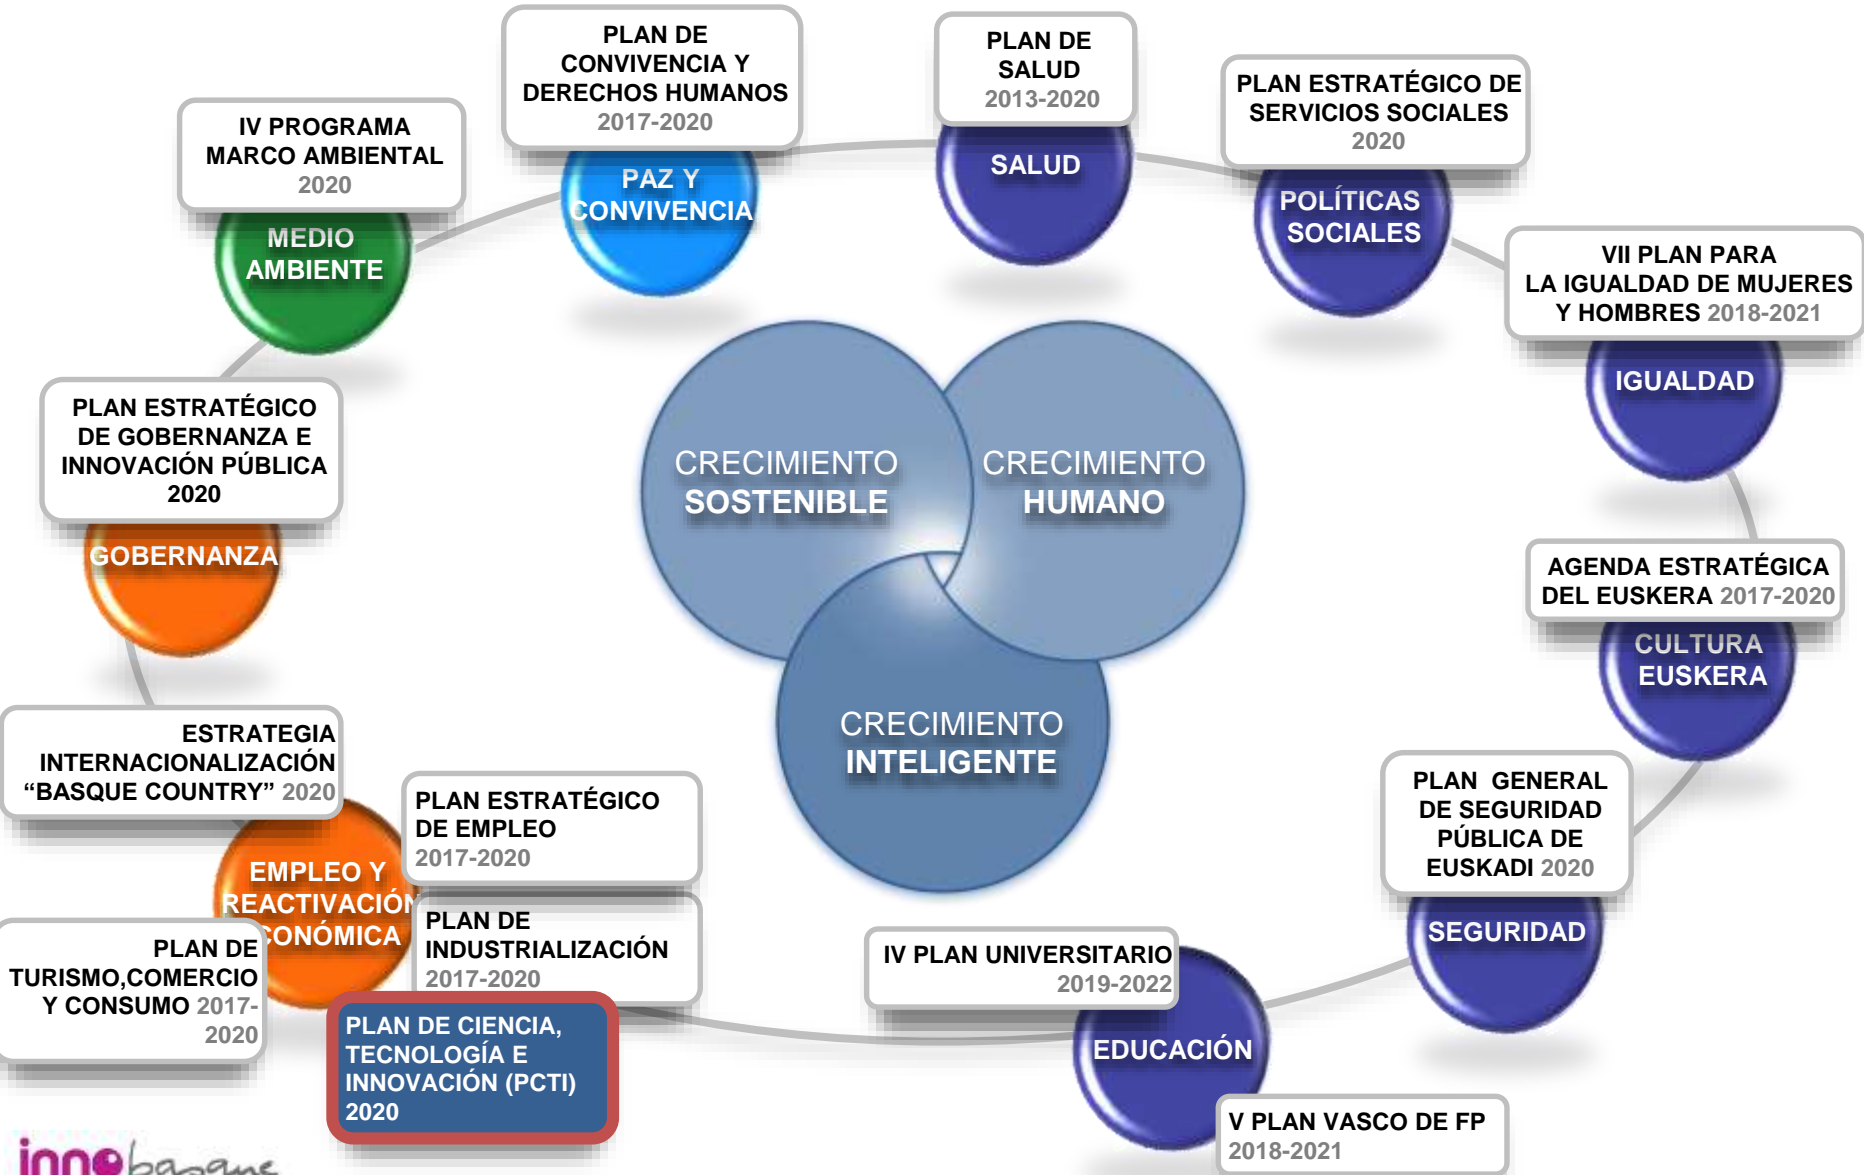 PLAN DE
CONVIVENCIA Y
DERECHOS HUMANOS
2017-2020
PLAN DE
SALUD
2013-2020
PLAN ESTRATÉGICO DE
SERVICIOS SOCIALES
2020
IV PROGRAMA
MARCO AMBIENTAL
2020
PAZ Y
CONVIVENCIA
SALUD
POLÍTICAS
SOCIALES
MEDIO
AMBIENTE
VII PLAN PARA
LA IGUALDAD DE MUJERES
Y HOMBRES 2018-2021
IGUALDAD
PLAN ESTRATÉGICO
DE GOBERNANZA E
INNOVACIÓN PÚBLICA
2020
GOBERNANZA
CRECIMIENTO
SOSTENIBLE
CRECIMIENTO
HUMANO
CRECIMIENTO
INTELIGENTE
AGENDA ESTRATÉGICA
DEL EUSKERA 2017-2020
CULTURA
EUSKERA
ESTRATEGIA
INTERNACIONALIZACIÓN
“BASQUE COUNTRY” 2020
PLAN ESTRATÉGICO
DE EMPLEO
2017-2020
EMPLEO Y
REACTIVACIÓN
CONÓMICA
PLAN DE
INDUSTRIALIZACIÓN
2017-2020
PLAN DE
TURISMO,COMERCIO
Y CONSUMO 2017-
2020
PLAN DE CIENCIA,
TECNOLOGÍA E
INNOVACIÓN (PCTI)
2020
PLAN GENERAL
DE SEGURIDAD
PÚBLICA DE
EUSKADI 2020
SEGURIDAD
IV PLAN UNIVERSITARIO
2019-2022
EDUCACIÓN
V PLAN VASCO DE FP
2018-2021
innobasque